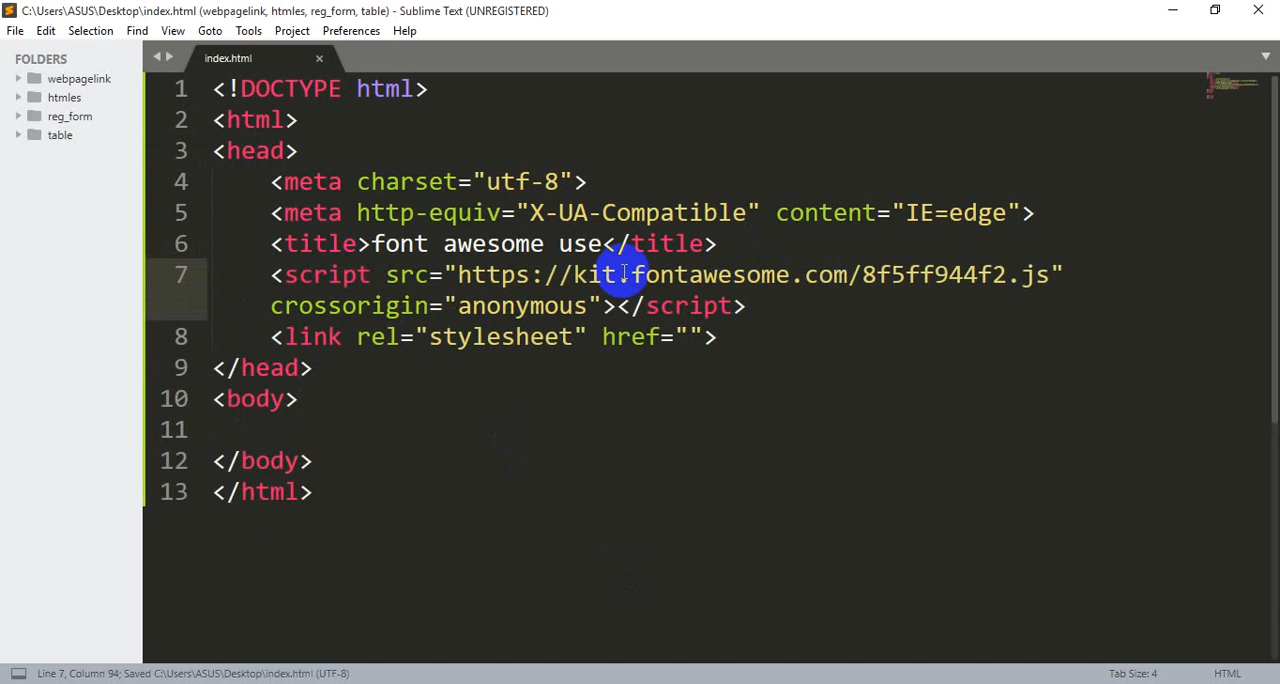 C:\Users\ASUS\Desktop\index.html (webpagelink, htmles, reg_form, table) - Sublime Text (UNREGISTERED)
File Edit Selection Find View Goto Tools Project Preferences Help
FOLDERS
webpagelink
htmles
reg_form
table
index.html
1 <!DOCTYPE html>
2 <html>
3 <head>
4 <meta charset="utf-8">
5 <meta http-equiv="X-UA-Compatible" content="IE=edge">
6 <title>font awesome use</title>
7 <script src="https://kit.fontawesome.com/8f5ff944f2.js"
crossorigin="anonymous"></script>
8 <link rel="stylesheet" href="">
9 </head>
10 <body>
11
12 </body>
13 </html>
Line 7, Column 94; Saved C:\Users\ASUS\Desktop\index.html (UTF-8) Tab Size: 4 HTML